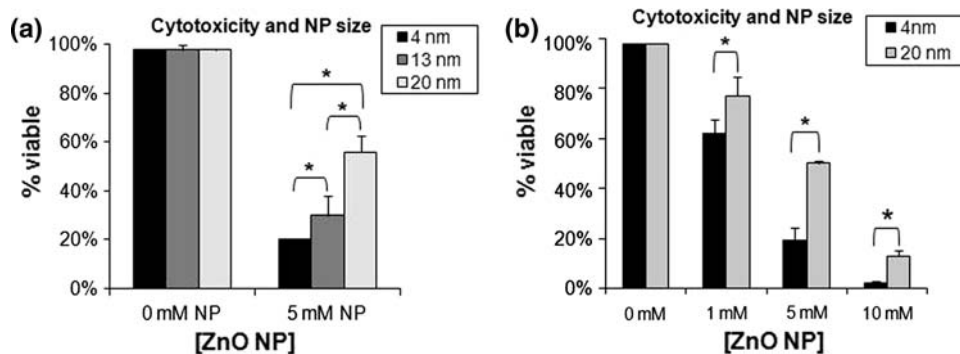 (a)
Cytotoxicity and NP size
4 nm
13 nm
20 nm
100%
80%
60%
40%
20%
0%
% viable
*
*
*
0 mM NP
5 mM NP
[ZnO NP]
(b)
Cytotoxicity and NP size
4nm
20 nm
100%
80%
60%
40%
20%
0%
% viable
*
*
*
0 mM
1 mM
5 mM
10 mM
[ZnO NP]